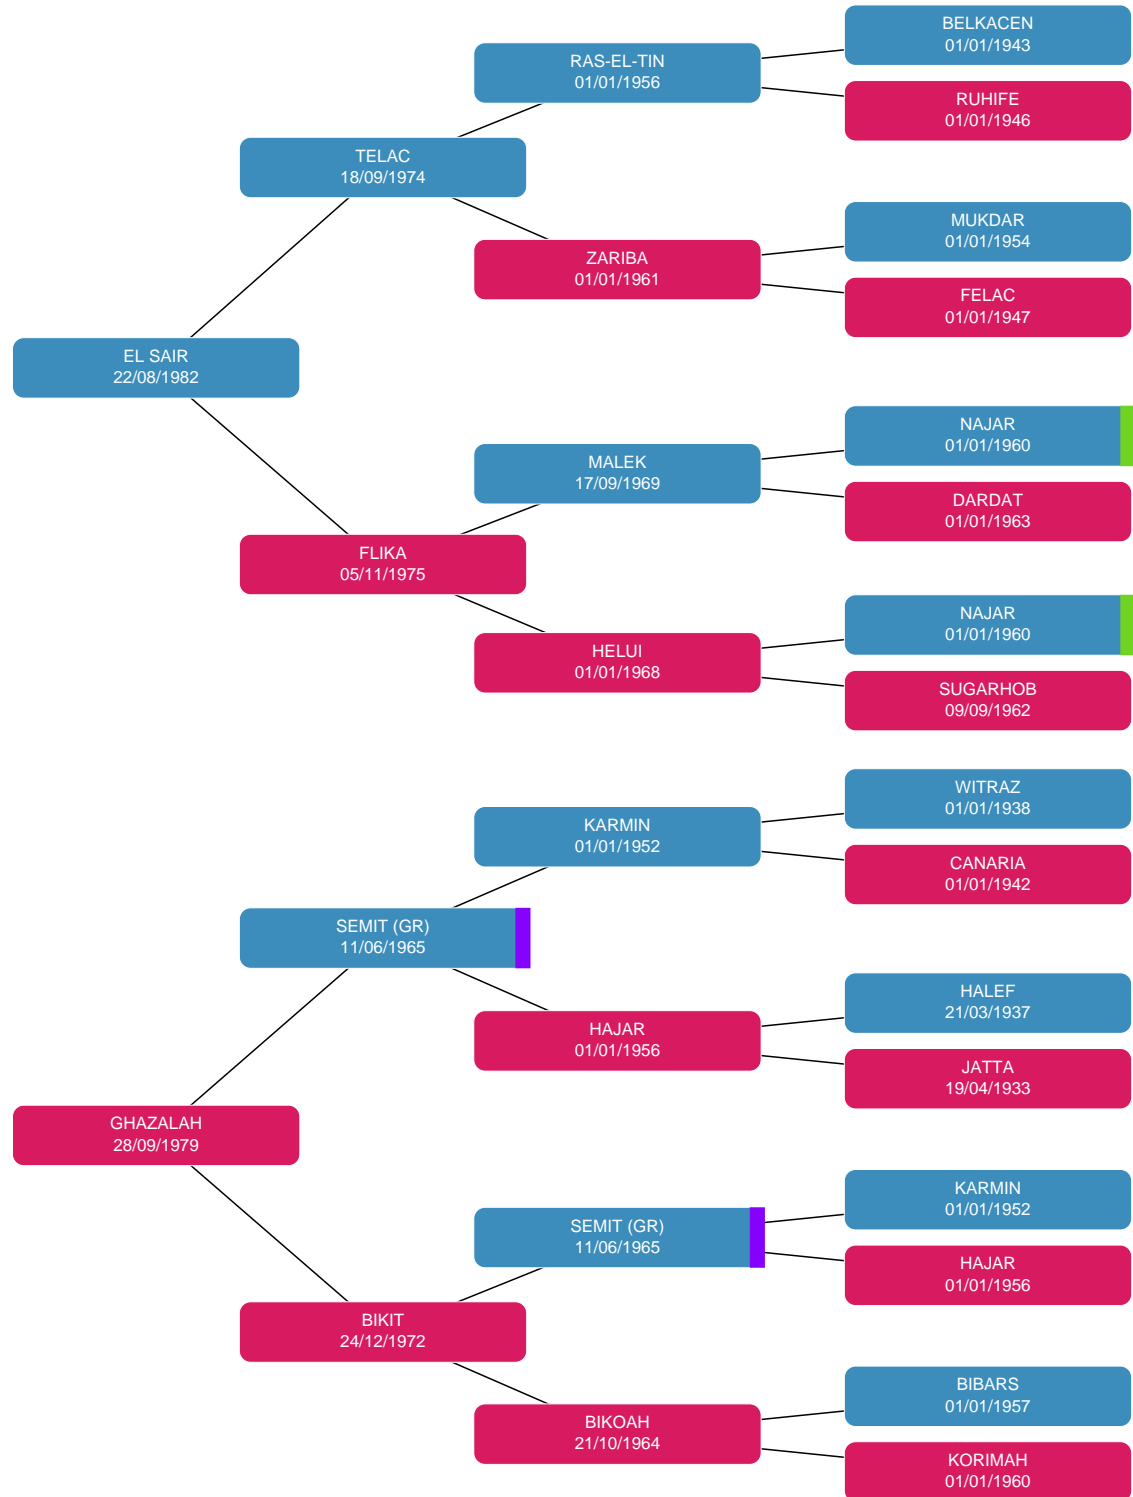 BELKACEN
01/01/1943
RAS-EL-TIN
01/01/1956
RUHIFE
01/01/1946
TELAC
18/09/1974
MUKDAR
01/01/1954
ZARIBA
01/01/1961
FELAC
01/01/1947
EL SAIR
22/08/1982
NAJAR
01/01/1960
MALEK
17/09/1969
DARDAT
01/01/1963
FLIKA
05/11/1975
NAJAR
01/01/1960
HELUI
01/01/1968
SUGARHOB
09/09/1962
WITRAZ
01/01/1938
KARMIN
01/01/1952
CANARIA
01/01/1942
SEMIT (GR)
11/06/1965
HALEF
21/03/1937
HAJAR
01/01/1956
JATTA
19/04/1933
GHAZALAH
28/09/1979
KARMIN
01/01/1952
SEMIT (GR)
11/06/1965
HAJAR
01/01/1956
BIKIT
24/12/1972
BIBARS
01/01/1957
BIKOAH
21/10/1964
KORIMAH
01/01/1960